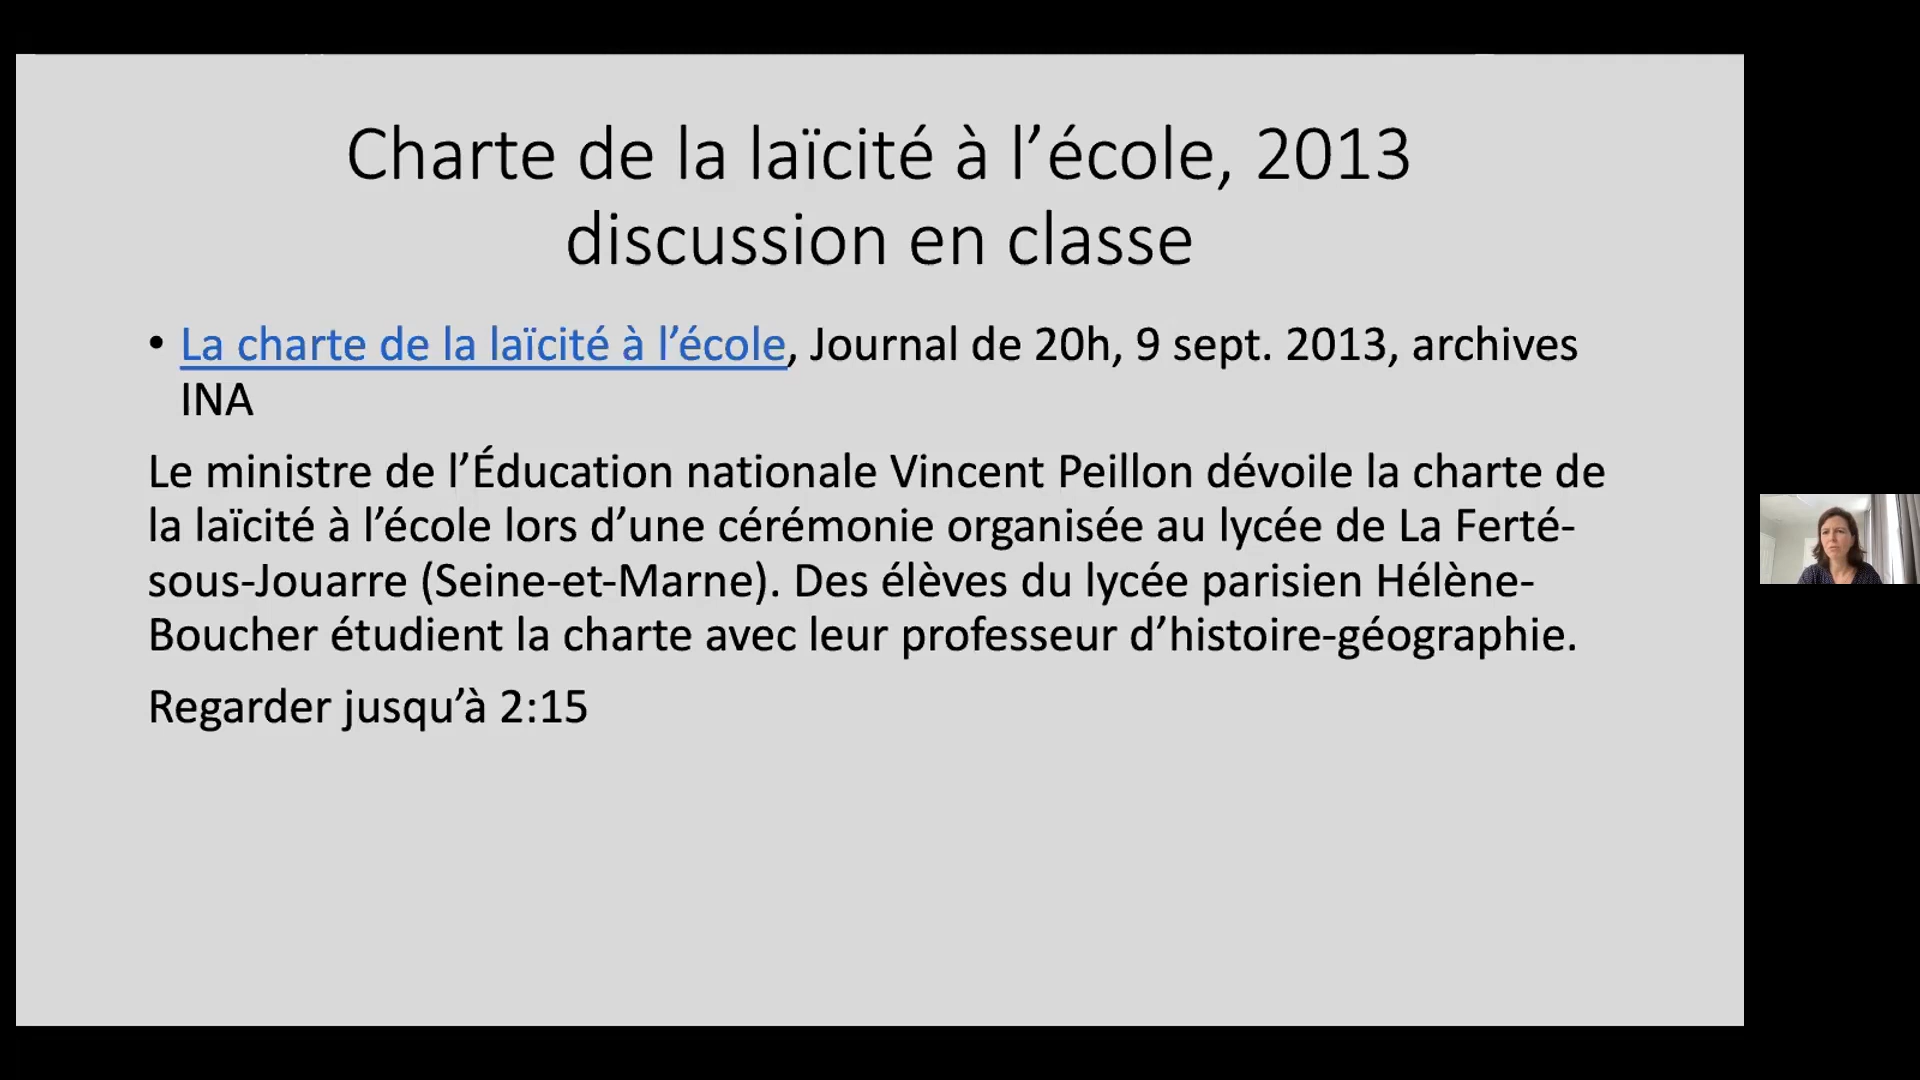 Charte de la laïcité à l’école, 2013
discussion en classe
• La charte de la laïcité à l’école, Journal de 20h, 9 sept. 2013, archives
INA
Le ministre de l’Éducation nationale Vincent Peillon dévoile la charte de
la laïcité à l’école lors d’une cérémonie organisée au lycée de La Ferté-
sous-Jouarre (Seine-et-Marne). Des élèves du lycée parisien Hélène-
Boucher étudient la charte avec leur professeur d’histoire-géographie.
Regarder jusqu’à 2:15